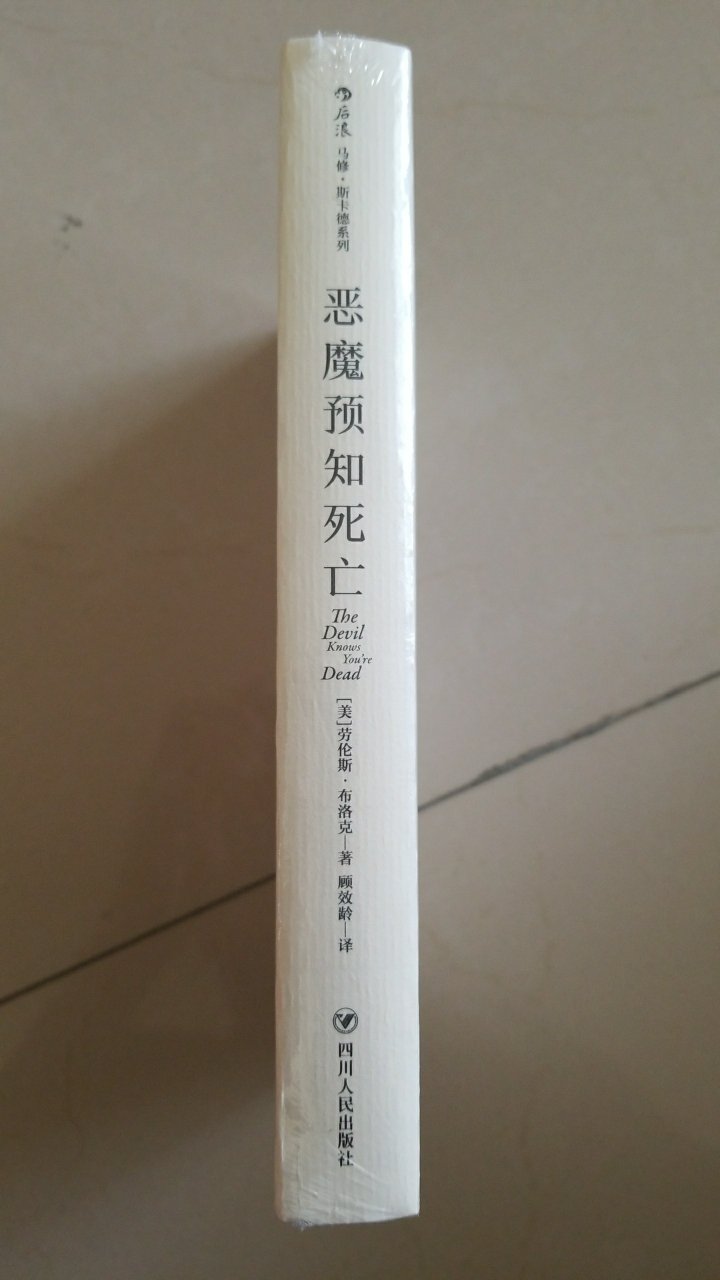 后浪
马修·斯卡德系列
恶魔预知死亡
The
Devil
Knows
You're
Dead
[美]劳伦斯·布洛克—著 顾效龄—译
四川人民出版社